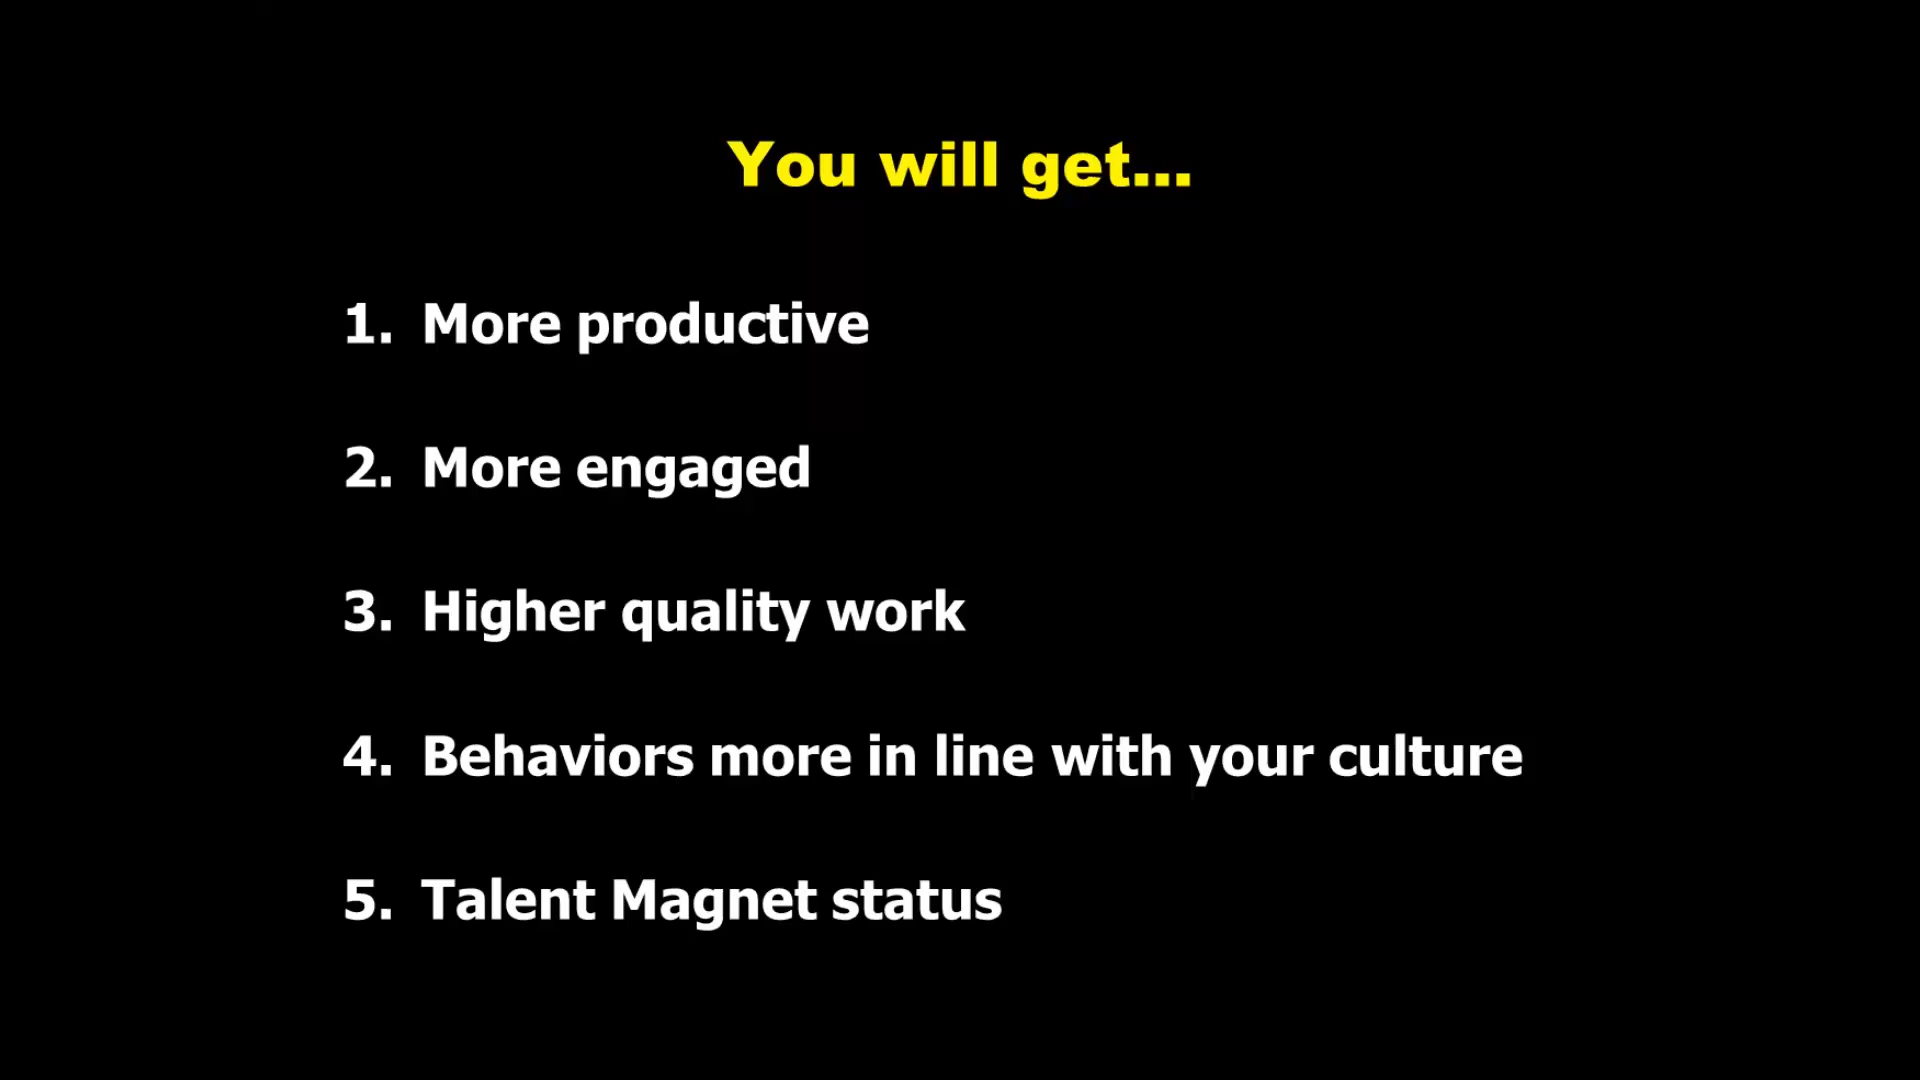 You will get...
1. More productive
2. More engaged
3. Higher quality work
4. Behaviors more in line with your culture
5. Talent Magnet status